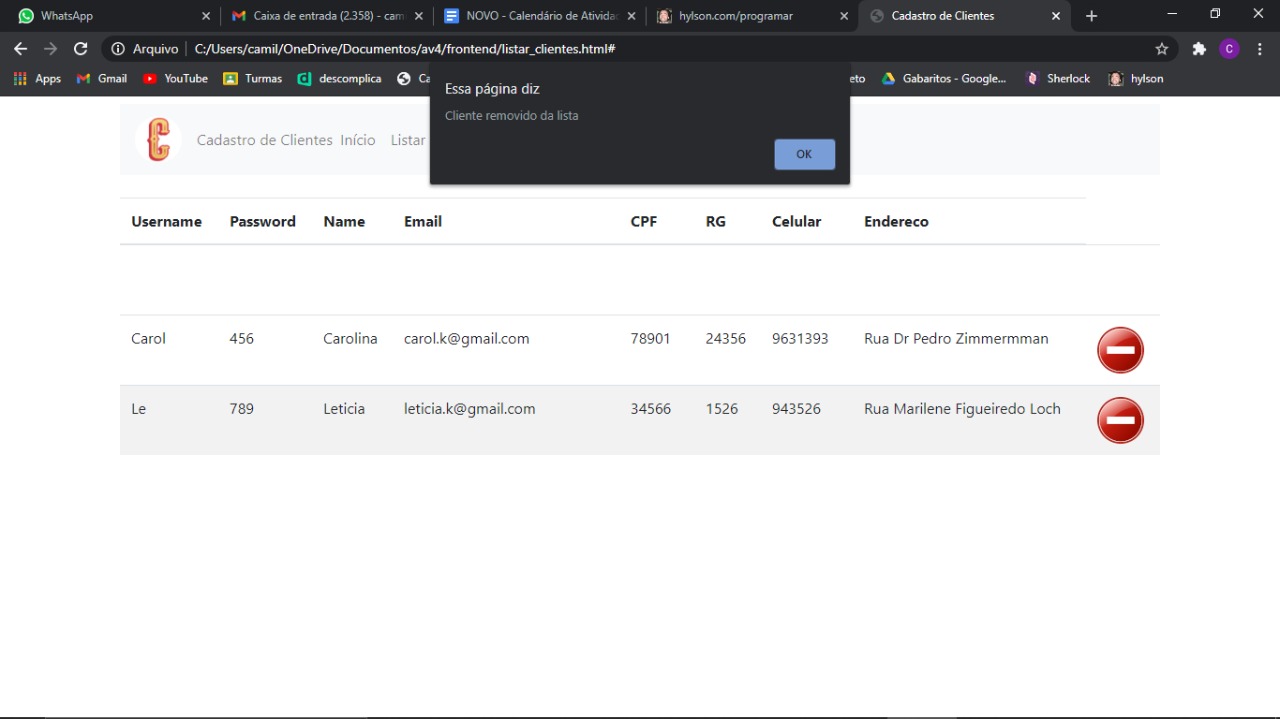 WhatsApp
Caixa de entrada (2.358) - cam
NOVO - Calendário de Ativida
hylson.com/programar
Cadastro de Clientes
Arquivo C:/Users/camil/OneDrive/Documentos/av4/frontend/listar_clientes.html#
C
Apps Gmail YouTube Turmas descomplica Ca eto Gabaritos - Google... Sherlock hylson
Essa página diz
Cliente removido da lista
OK
C Cadastro de Clientes Início Listar
Username Password Name Email CPF RG Celular Endereco
Carol 456 Carolina carol.k@gmail.com 78901 24356 9631393 Rua Dr Pedro Zimmermman
Le 789 Leticia leticia.k@gmail.com 34566 1526 943526 Rua Marilene Figueiredo Loch